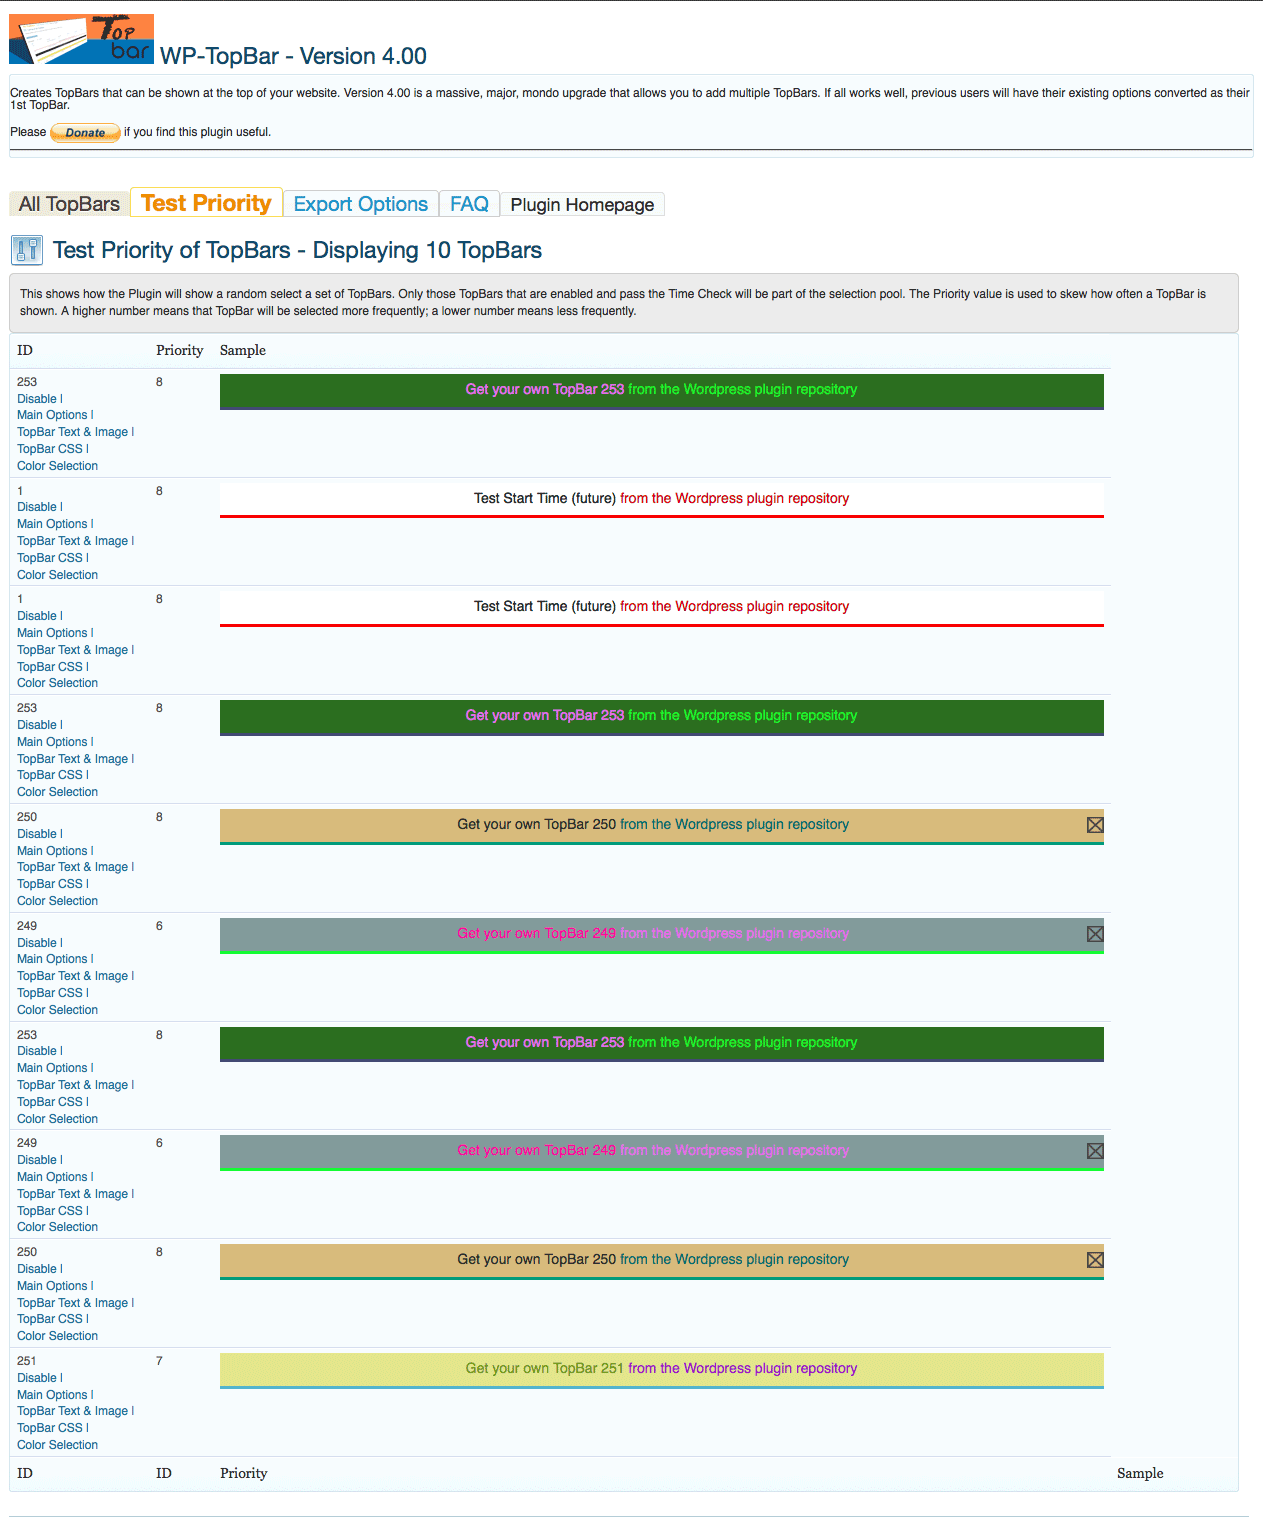 Top
bar
WP-TopBar - Version 4.00
Creates TopBars that can be shown at the top of your website. Version 4.00 is a massive, major, mondo upgrade that allows you to add multiple TopBars. If all works well, previous users will have their existing options converted as their
1st TopBar.
Please Donate if you find this plugin useful.
All TopBars Test Priority Export Options FAQ Plugin Homepage
Test Priority of TopBars - Displaying 10 TopBars
This shows how the Plugin will show a random select a set of TopBars. Only those TopBars that are enabled and pass the Time Check will be part of the selection pool. The Priority value is used to skew how often a TopBar is
shown. A higher number means that TopBar will be selected more frequently; a lower number means less frequently.
ID Priority Sample
253 8 Get your own TopBar 253 from the Wordpress plugin repository
Disable |
Main Options |
TopBar Text & Image |
TopBar CSS |
Color Selection
1 8 Test Start Time (future) from the Wordpress plugin repository
Disable |
Main Options |
TopBar Text & Image |
TopBar CSS |
Color Selection
1 8 Test Start Time (future) from the Wordpress plugin repository
Disable |
Main Options |
TopBar Text & Image |
TopBar CSS |
Color Selection
253 8 Get your own TopBar 253 from the Wordpress plugin repository
Disable |
Main Options |
TopBar Text & Image |
TopBar CSS |
Color Selection
250 8 Get your own TopBar 250 from the Wordpress plugin repository
Disable |
Main Options |
TopBar Text & Image |
TopBar CSS |
Color Selection
249 6 Get your own TopBar 249 from the Wordpress plugin repository
Disable |
Main Options |
TopBar Text & Image |
TopBar CSS |
Color Selection
253 8 Get your own TopBar 253 from the Wordpress plugin repository
Disable |
Main Options |
TopBar Text & Image |
TopBar CSS |
Color Selection
249 6 Get your own TopBar 249 from the Wordpress plugin repository
Disable |
Main Options |
TopBar Text & Image |
TopBar CSS |
Color Selection
250 8 Get your own TopBar 250 from the Wordpress plugin repository
Disable |
Main Options |
TopBar Text & Image |
TopBar CSS |
Color Selection
251 7 Get your own TopBar 251 from the Wordpress plugin repository
Disable |
Main Options |
TopBar Text & Image |
TopBar CSS |
Color Selection
ID ID Priority Sample